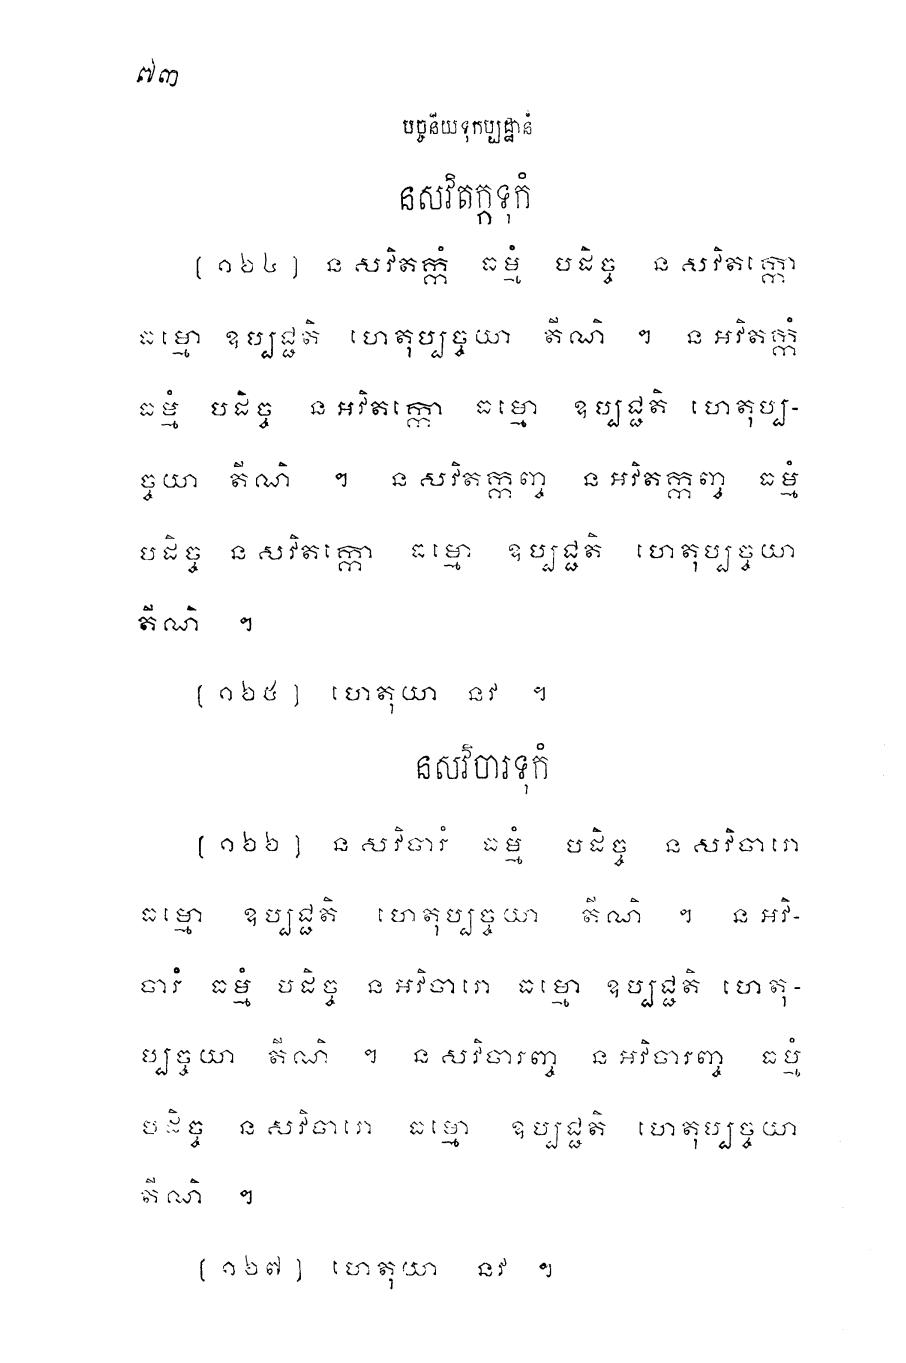 ៧៣
បច្ចនីយទុកប្បដ្ឋានំ
នសវិតក្កទុកំ
(១៦៤) ន សវិតក្កំ ធម្មំ បដិច្ច ន សវិតក្កោ
ធម្មោ ឧប្បជ្ជតិ ហេតុប្បច្ចយា តីណិ ។ ន អវិតក្កំ
ធម្មំ បដិច្ច ន អវិតក្កោ ធម្មោ ឧប្បជ្ជតិ ហេតុប្ប-
ច្ចយា តីណិ ។ ន សវិតក្កញ្ច ន អវិតក្កញ្ច ធម្មំ
បដិច្ច ន សវិតក្កោ ធម្មោ ឧប្បជ្ជតិ ហេតុប្បច្ចយា
តីណិ ។
(១៦៥) ហេតុយា នវ ។
នសវិចារទុកំ
(១៦៦) ន សវិចារំ ធម្មំ បដិច្ច ន សវិចារោ
ធម្មោ ឧប្បជ្ជតិ ហេតុប្បច្ចយា តីណិ ។ ន អវិ-
ចារំ ធម្មំ បដិច្ច ន អវិចារោ ធម្មោ ឧប្បជ្ជតិ ហេតុ-
ប្បច្ចយា តីណិ ។ ន សវិចារញ្ច ន អវិចារញ្ច ធម្មំ
បដិច្ច ន សវិចារោ ធម្មោ ឧប្បជ្ជតិ ហេតុប្បច្ចយា
តីណិ ។
(១៦៧) ហេតុយា នវ ។